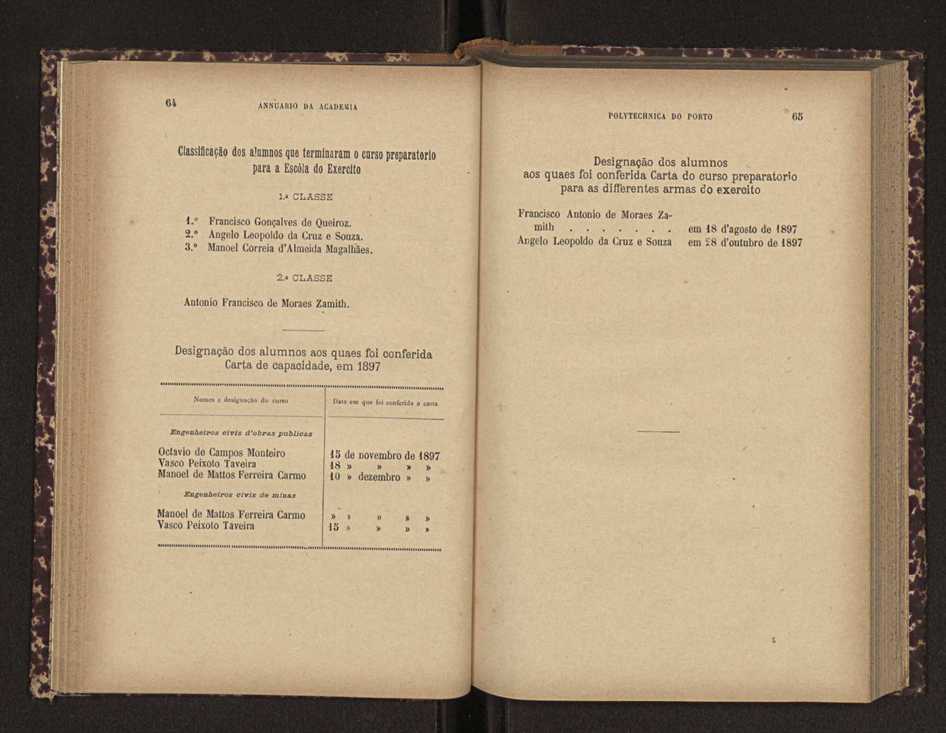 64
ANNUARIO DA ACADEMIA
Classificação dos alumnos que terminaram o curso preparatorio
para a Escóla do Exercito
1.ª CLASSE
1.º Francisco Gonçalves de Queiroz.
2.º Angelo Leopoldo da Cruz e Souza.
3.º Manoel Correia d'Almeida Magalhães.
2.ª CLASSE
Antonio Francisco de Moraes Zamith.
Designação dos alumnos aos quaes foi conferida
Carta de capacidade, em 1897
Nomes e designação do curso Data em que foi conferida a carta
Engenheiros civis d'obras publicas
Octavio de Campos Monteiro 15 de novembro de 1897
Vasco Peixoto Taveira 18 » » » »
Manoel de Mattos Ferreira Carmo 10 » dezembro » »
Engenheiros civis de minas
Manoel de Mattos Ferreira Carmo » » » » »
Vasco Peixoto Taveira 15 » » » »
POLYTECHNICA DO PORTO 65
Designação dos alumnos
aos quaes foi conferida Carta do curso preparatorio
para as differentes armas do exercito
Francisco Antonio de Moraes Za-
mith . . . . . . . em 18 d'agosto de 1897
Angelo Leopoldo da Cruz e Souza em 28 d'outubro de 1897